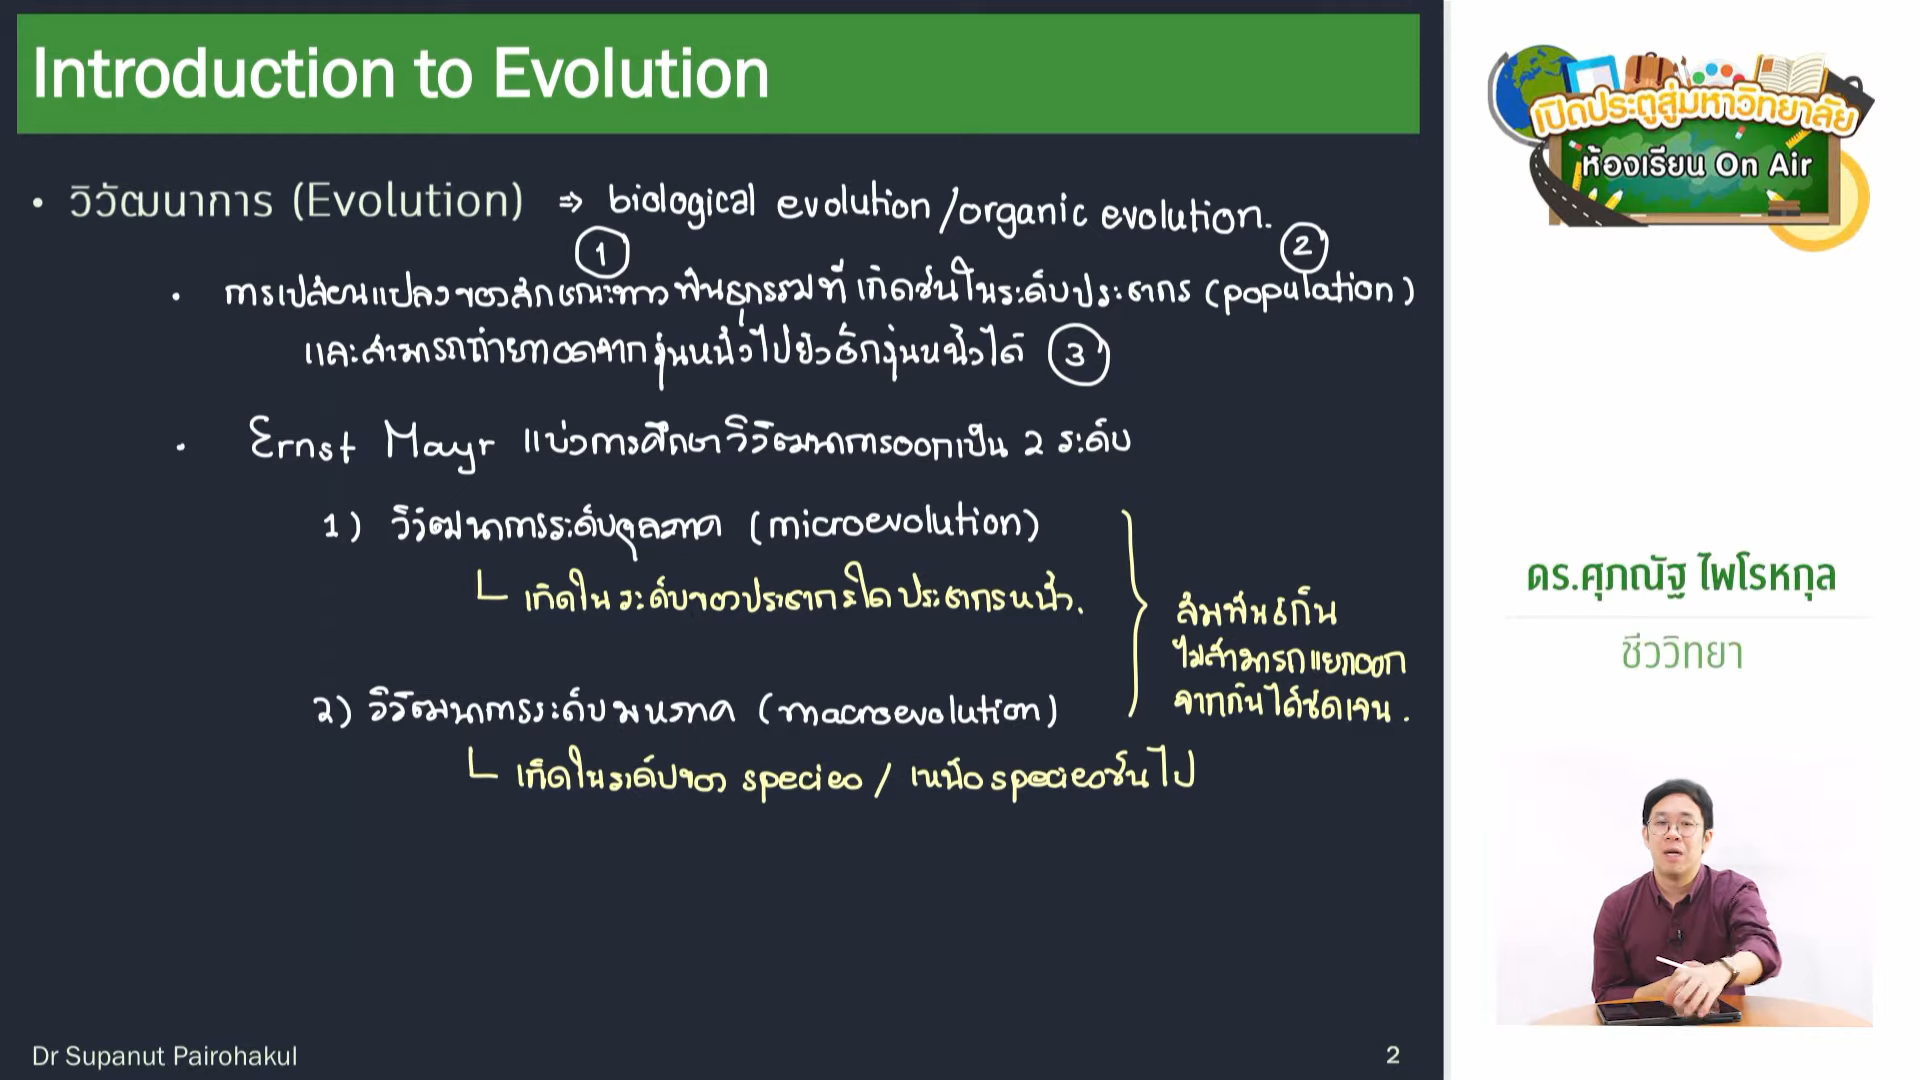 Introduction to Evolution
• วิวัฒนาการ (Evolution) ⇒ biological evolution/organic evolution.
1 2
• การเปลี่ยนแปลงของลักษณะทางพันธุกรรมที่เกิดขึ้นในระดับประชากร (population)
และสามารถถ่ายทอดจากรุ่นหนึ่งไปยังอีกรุ่นหนึ่งได้ 3
• Ernst Mayr แบ่งการศึกษาวิวัฒนาการออกเป็น 2 ระดับ
1) วิวัฒนาการระดับจุลภาค (microevolution)
เกิดในระดับของประชากรใดประชากรหนึ่ง.
2) วิวัฒนาการระดับมหภาค (macroevolution)
เกิดในระดับของ species / เหนือ species ขึ้นไป
สัมพันธ์กัน
ไม่สามารถแยกออก
จากกันได้ชัดเจน.
Dr Supanut Pairohakul
2
เปิดประตูสู่มหาวิทยาลัย
ห้องเรียน On Air
ดร.ศุภณัฐ ไพโรหกุล
ชีววิทยา